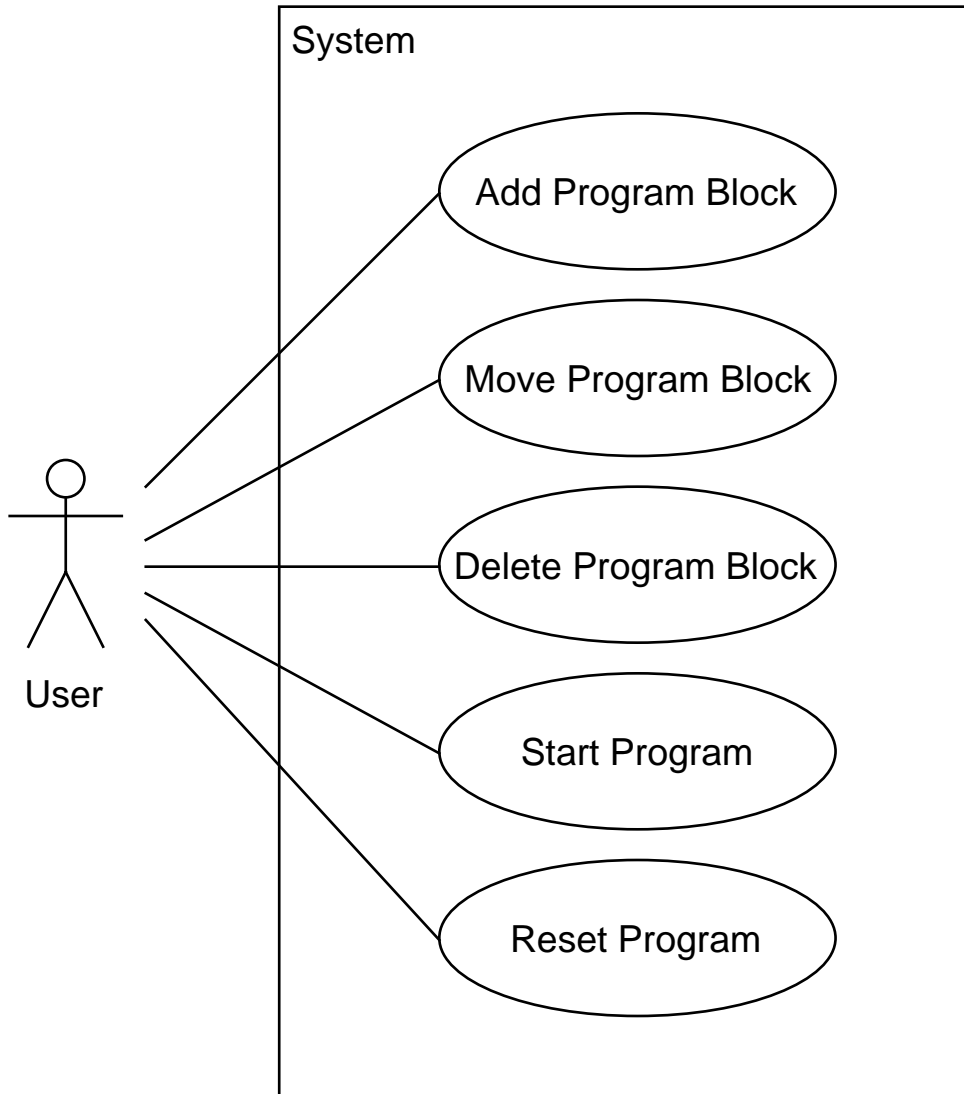 System
Add Program Block
Move Program Block
Delete Program Block
User
Start Program
Reset Program